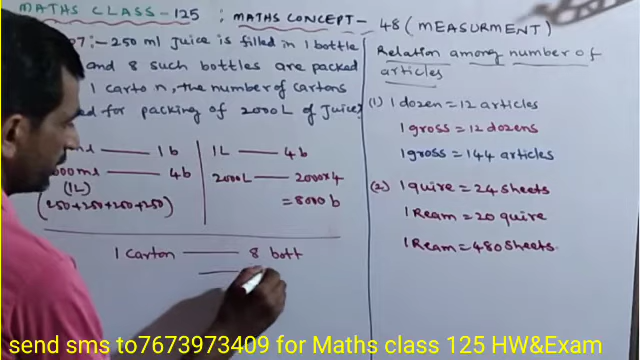 MATHS CLASS-125 : MATHS CONCEPT- 48 (MEASURMENT)
07:- 250 ml Juice is filled in 1 bottle
and 8 such bottles are packed
1 carton, the number of cartons
for packing of 2000L of Juice?
1b
4b
(1L)
(250+250+250+250)
1L 4b
2000L 2000x4
=8000 b
1 Carton 8 bott
Relation among number of
articles
(1) 1 dozen = 12 articles
1 gross = 12 dozens
1 gross = 144 articles
(2) 1 quire = 24 sheets
1 Ream = 20 quire
1 Ream = 480 Sheets.
send sms to7673973409 for Maths class 125 HW&Exam